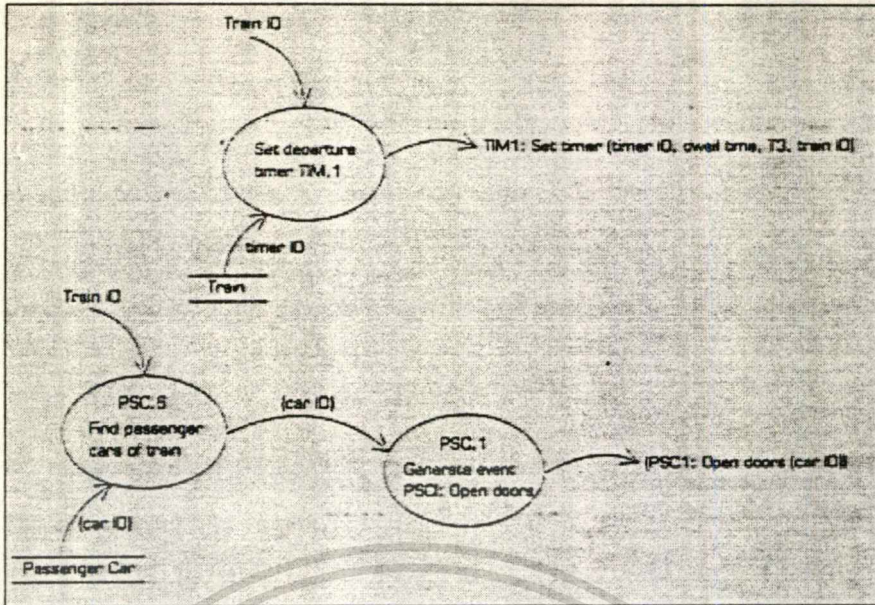 Train ID
Set departure
timer TIM.1
TIM1: Set timer (timer ID, dwell time, T3, train ID)
timer ID
Train
Train ID
PSC.6
Find passenger
cars of train
(car ID)
PSC.1
Generate event
PSC1: Open doors
(PSC1: Open doors (car ID))
(car ID)
Passenger Car